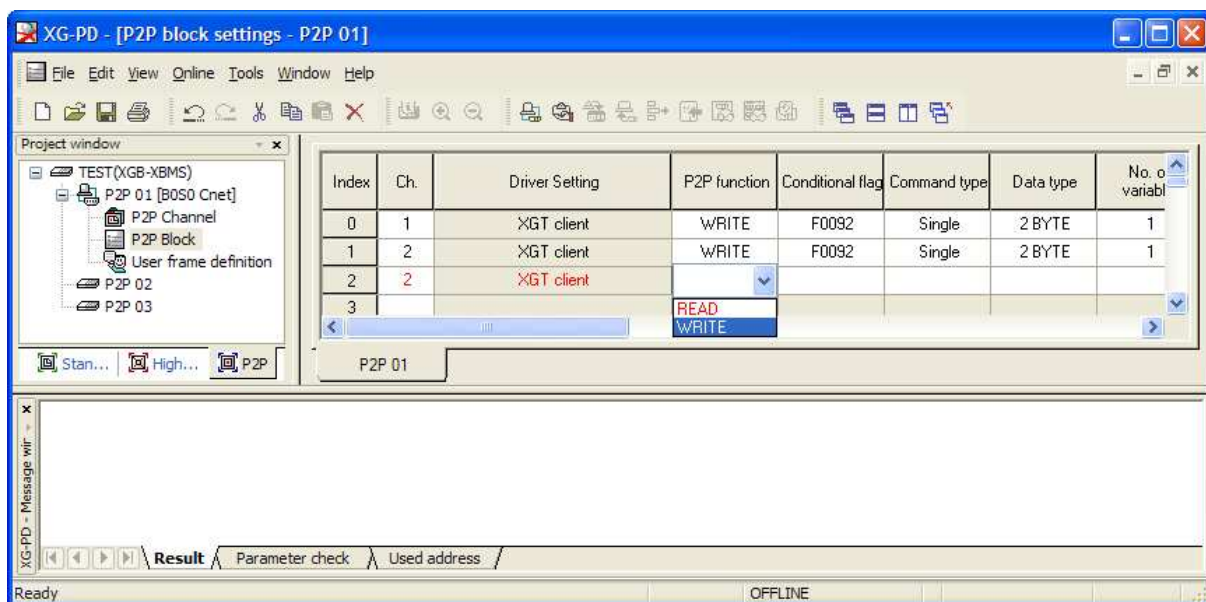 XG-PD - [P2P block settings - P2P 01]
File Edit View Online Tools Window Help
Project window
TEST(XGB-XBMS)
P2P 01 [B0S0 Cnet]
P2P Channel
P2P Block
User frame definition
P2P 02
P2P 03
Stan... High... P2P
Index Ch. Driver Setting P2P function Conditional flag Command type Data type No. o
variabl
0 1 XGT client WRITE F0092 Single 2 BYTE 1
1 2 XGT client WRITE F0092 Single 2 BYTE 1
2 2 XGT client
3
READ
WRITE
P2P 01
XG-PD - Message wir
Result Parameter check Used address
Ready OFFLINE